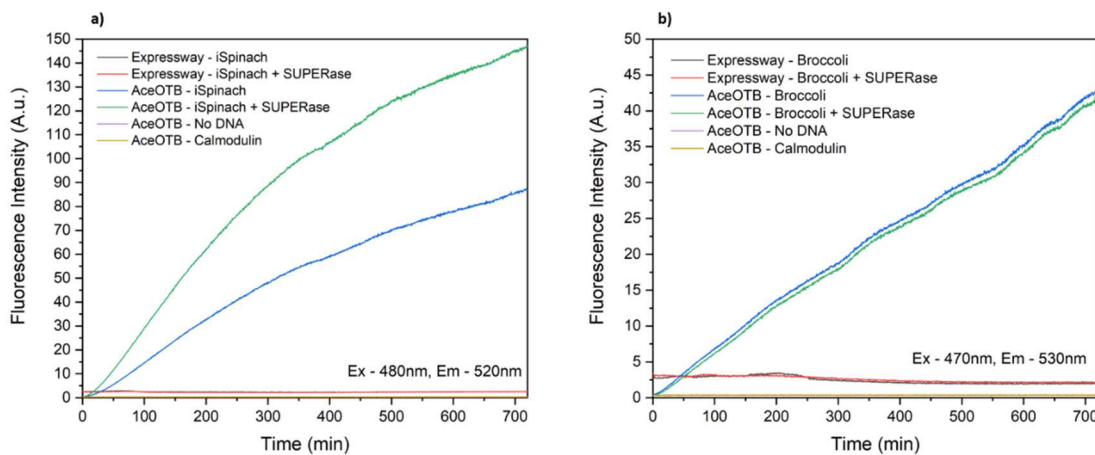 a)
150
140
130
120
110
100
90
80
70
60
50
40
30
20
10
0
Fluorescence Intensity (A.u.)
Expressway - iSpinach
Expressway - iSpinach + SUPERase
AceOTB - iSpinach
AceOTB - iSpinach + SUPERase
AceOTB - No DNA
AceOTB - Calmodulin
Ex - 480nm, Em - 520nm
0 100 200 300 400 500 600 700
Time (min)
b)
50
45
40
35
30
25
20
15
10
5
0
Fluorescence Intensity (A.u.)
Expressway - Broccoli
Expressway - Broccoli + SUPERase
AceOTB - Broccoli
AceOTB - Broccoli + SUPERase
AceOTB - No DNA
AceOTB - Calmodulin
Ex - 470nm, Em - 530nm
0 100 200 300 400 500 600 700
Time (min)